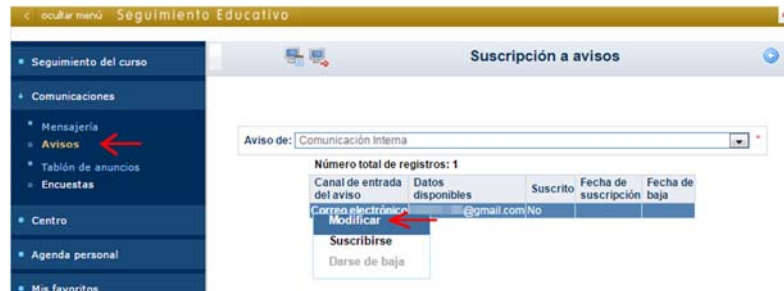 < ocultar menú Seguimiento Educativo
Seguimiento del curso
Suscripción a avisos
Comunicaciones
Mensajería
Avisos
Aviso de: Comunicación Interna *
Tablón de anuncios
Número total de registros: 1
Encuestas
Canal de entrada del aviso
Datos disponibles
Suscrito
Fecha de suscripción
Fecha de baja
Correo electrónico @gmail.com No
Modificar
Suscribirse
Darse de baja
Centro
Agenda personal
Mis favoritos